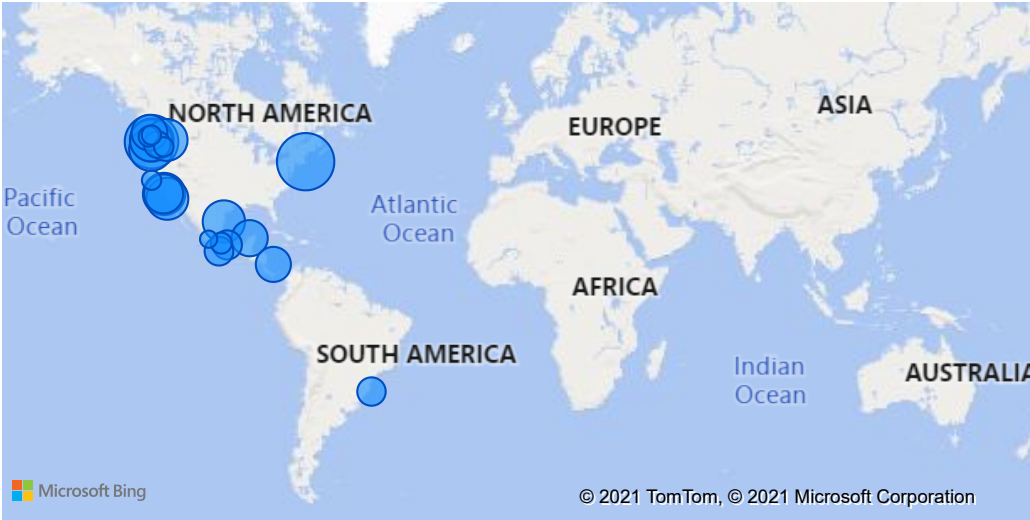 NORTH AMERICA
ASIA
EUROPE
Pacific
Ocean
Atlantic
Ocean
AFRICA
SOUTH AMERICA
Indian
Ocean
AUSTRALIA
Microsoft Bing
© 2021 TomTom, © 2021 Microsoft Corporation